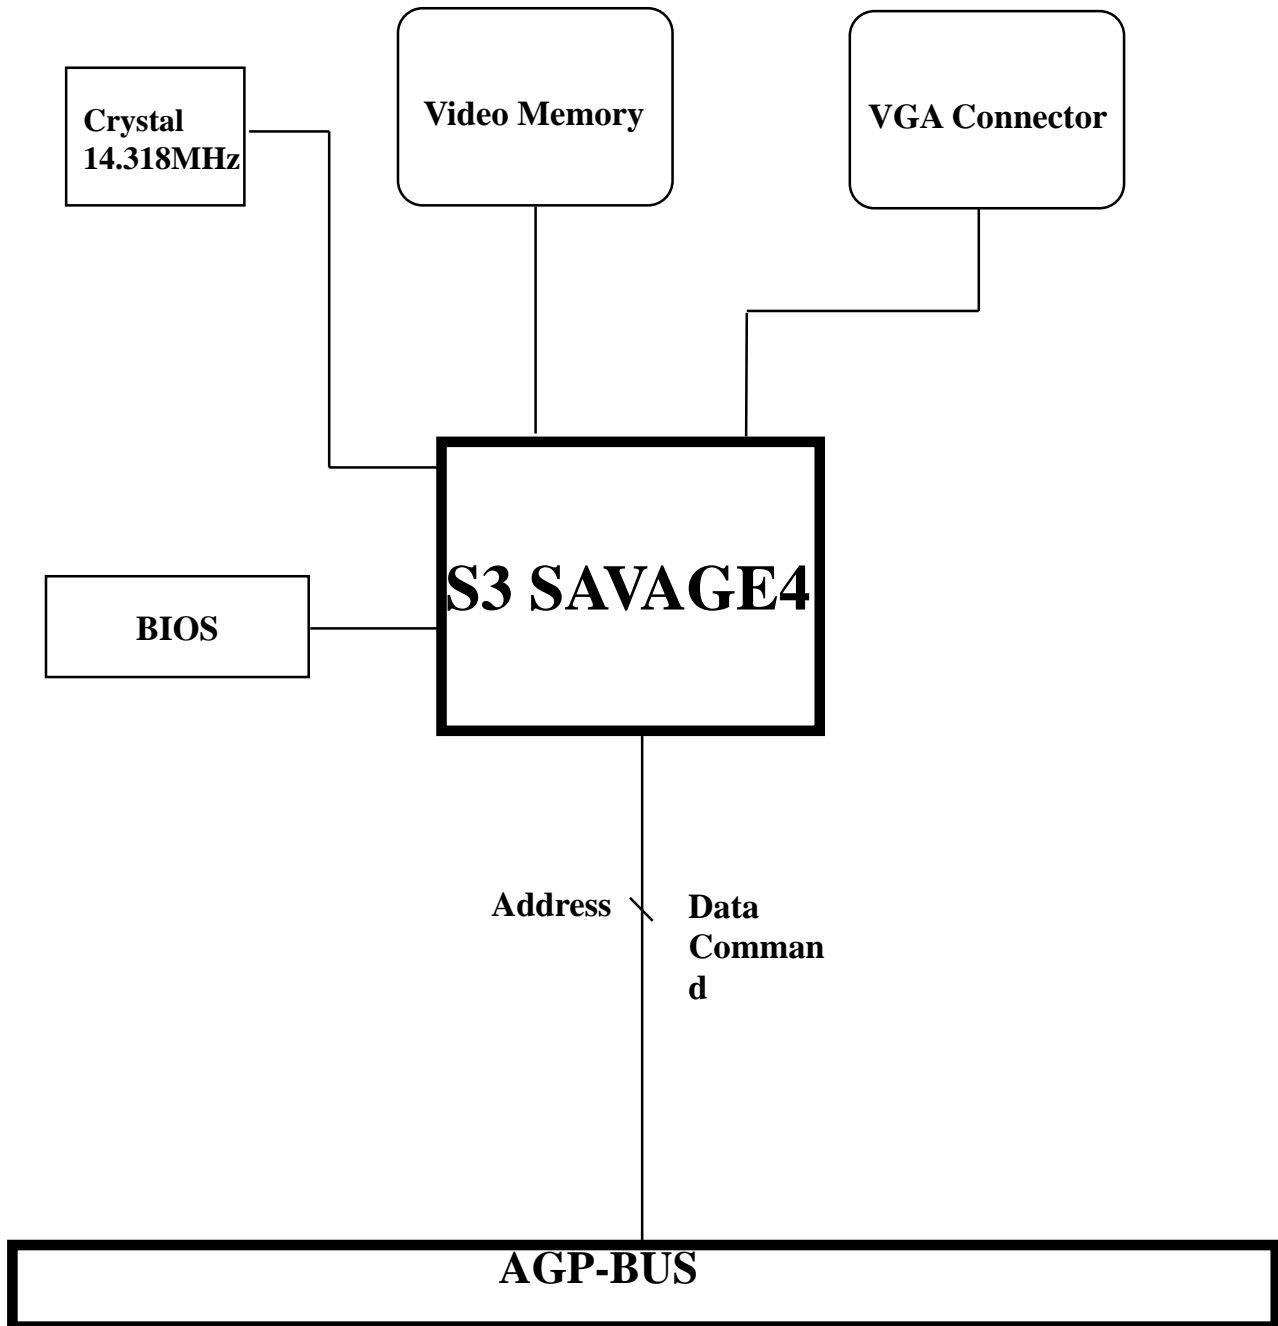 Crystal
14.318MHz
Video Memory
VGA Connector
S3 SAVAGE4
BIOS
Address
Data
Comman
d
AGP-BUS